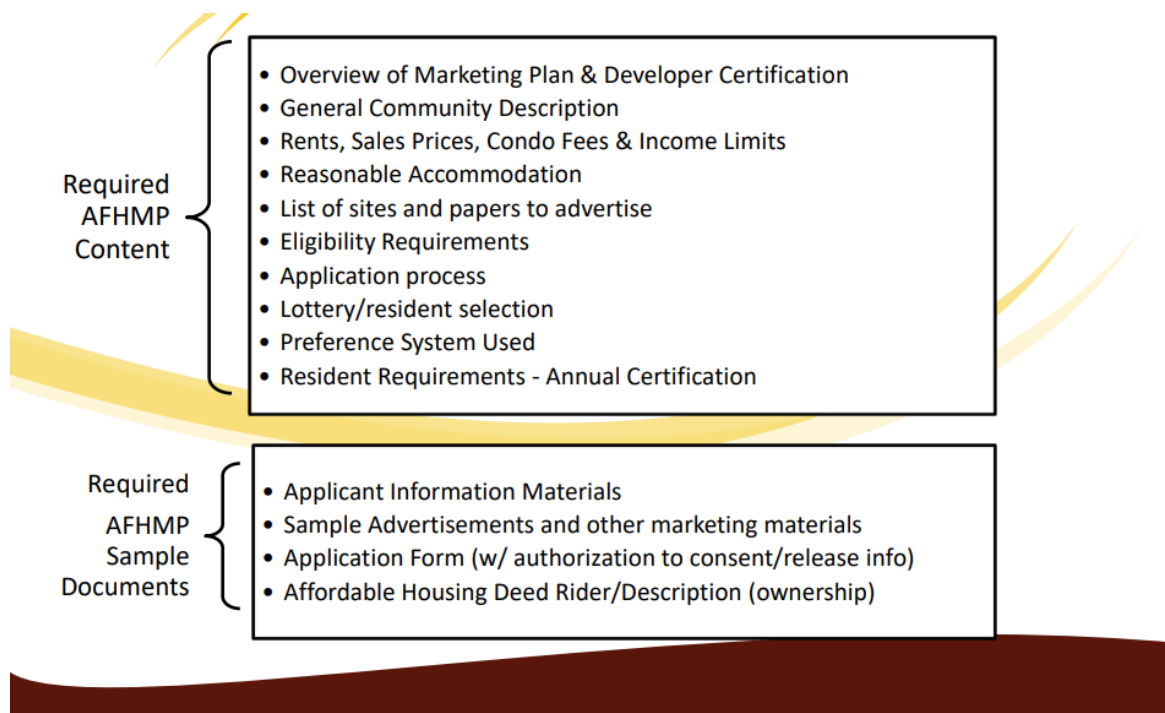 Required
AFHMP
Content
• Overview of Marketing Plan & Developer Certification
• General Community Description
• Rents, Sales Prices, Condo Fees & Income Limits
• Reasonable Accommodation
• List of sites and papers to advertise
• Eligibility Requirements
• Application process
• Lottery/resident selection
• Preference System Used
• Resident Requirements - Annual Certification
Required
AFHMP
Sample
Documents
• Applicant Information Materials
• Sample Advertisements and other marketing materials
• Application Form (w/ authorization to consent/release info)
• Affordable Housing Deed Rider/Description (ownership)